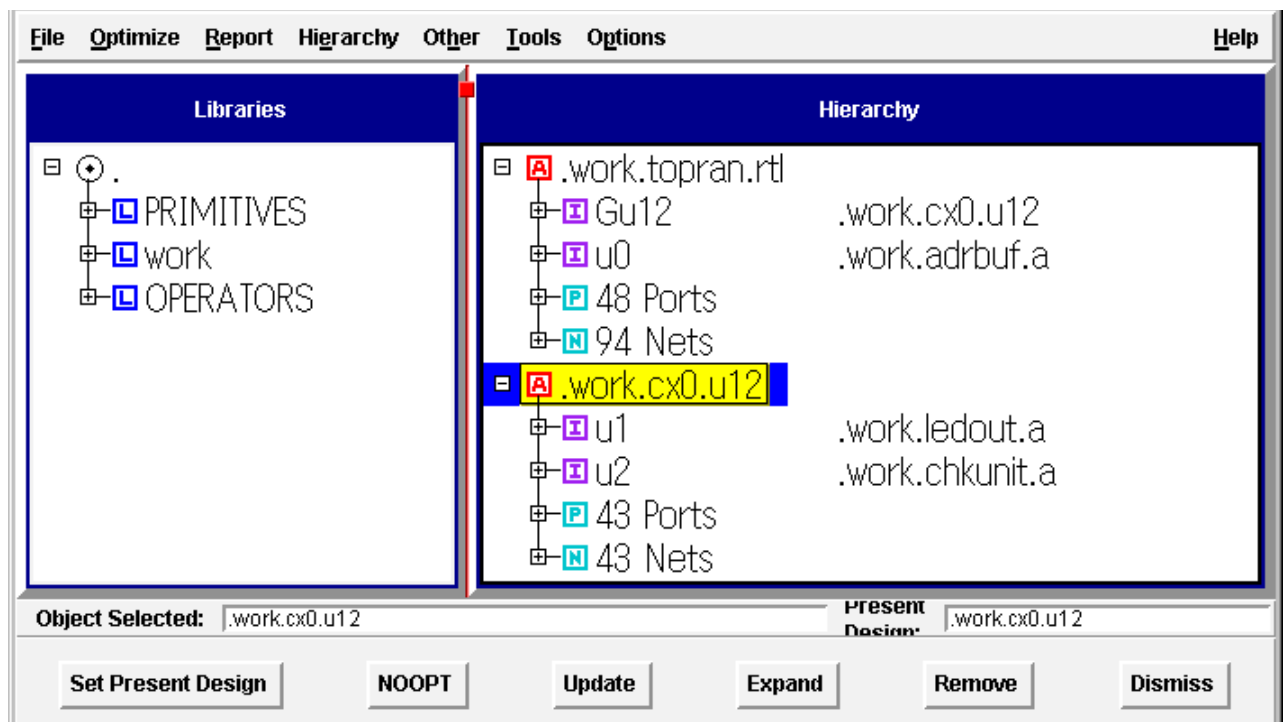 File Optimize Report Hierarchy Other Tools Options Help
Libraries
.
L PRIMITIVES
L work
L OPERATORS
Hierarchy
A .work.topran.rtl
I Gu12 .work.cx0.u12
I u0 .work.adrbuf.a
P 48 Ports
N 94 Nets
A .work.cx0.u12
I u1 .work.ledout.a
I u2 .work.chkunit.a
P 43 Ports
N 43 Nets
Object Selected: .work.cx0.u12
Present Design: .work.cx0.u12
Set Present Design NOOPT Update Expand Remove Dismiss